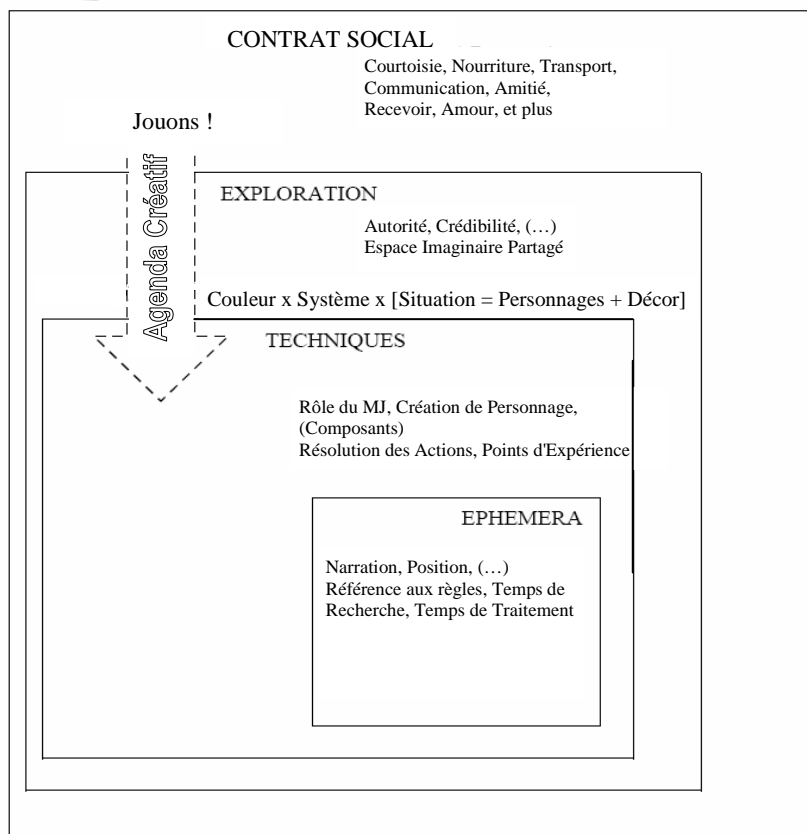 CONTRAT SOCIAL
Courtoisie, Nourriture, Transport,
Communication, Amitié,
Recevoir, Amour, et plus
Jouons !
Agenda Créatif
EXPLORATION
Autorité, Crédibilité, (…)
Espace Imaginaire Partagé
Couleur x Système x [Situation = Personnages + Décor]
TECHNIQUES
Rôle du MJ, Création de Personnage,
(Composants)
Résolution des Actions, Points d'Expérience
EPHEMERA
Narration, Position, (…)
Référence aux règles, Temps de
Recherche, Temps de Traitement